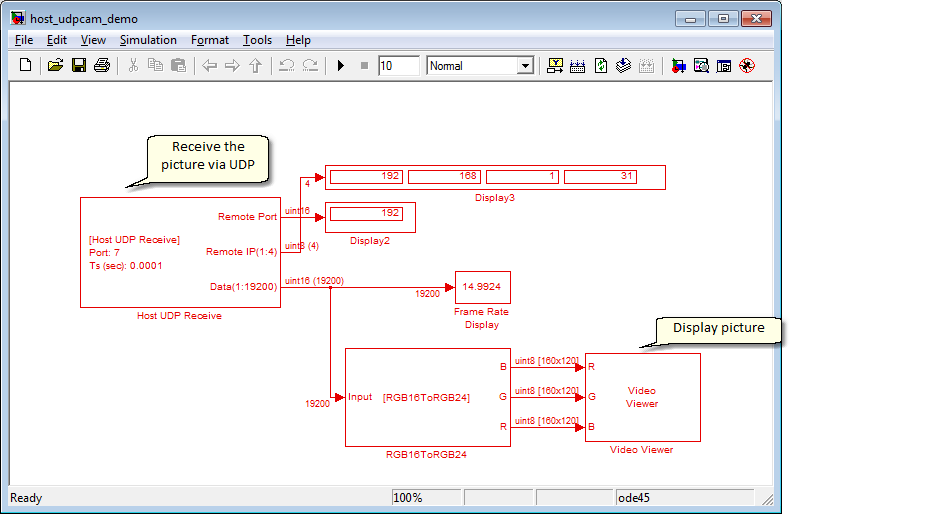 host_udpcam_demo
File Edit View Simulation Format Tools Help
10 Normal
Receive the
picture via UDP
4
192 168 1 31
Display3
Remote Port
uint16
192
Display2
[Host UDP Receive]
Port: 7
Ts (sec): 0.0001
Remote IP(1:4)
uint8 (4)
Data(1:19200)
uint16 (19200)
19200
14.9924
Host UDP Receive
Frame Rate
Display
Display picture
19200
Input
[RGB16ToRGB24]
B
G
R
uint8 [160x120]
uint8 [160x120]
uint8 [160x120]
R
G
B
Video
Viewer
RGB16ToRGB24
Video Viewer
Ready 100% ode45